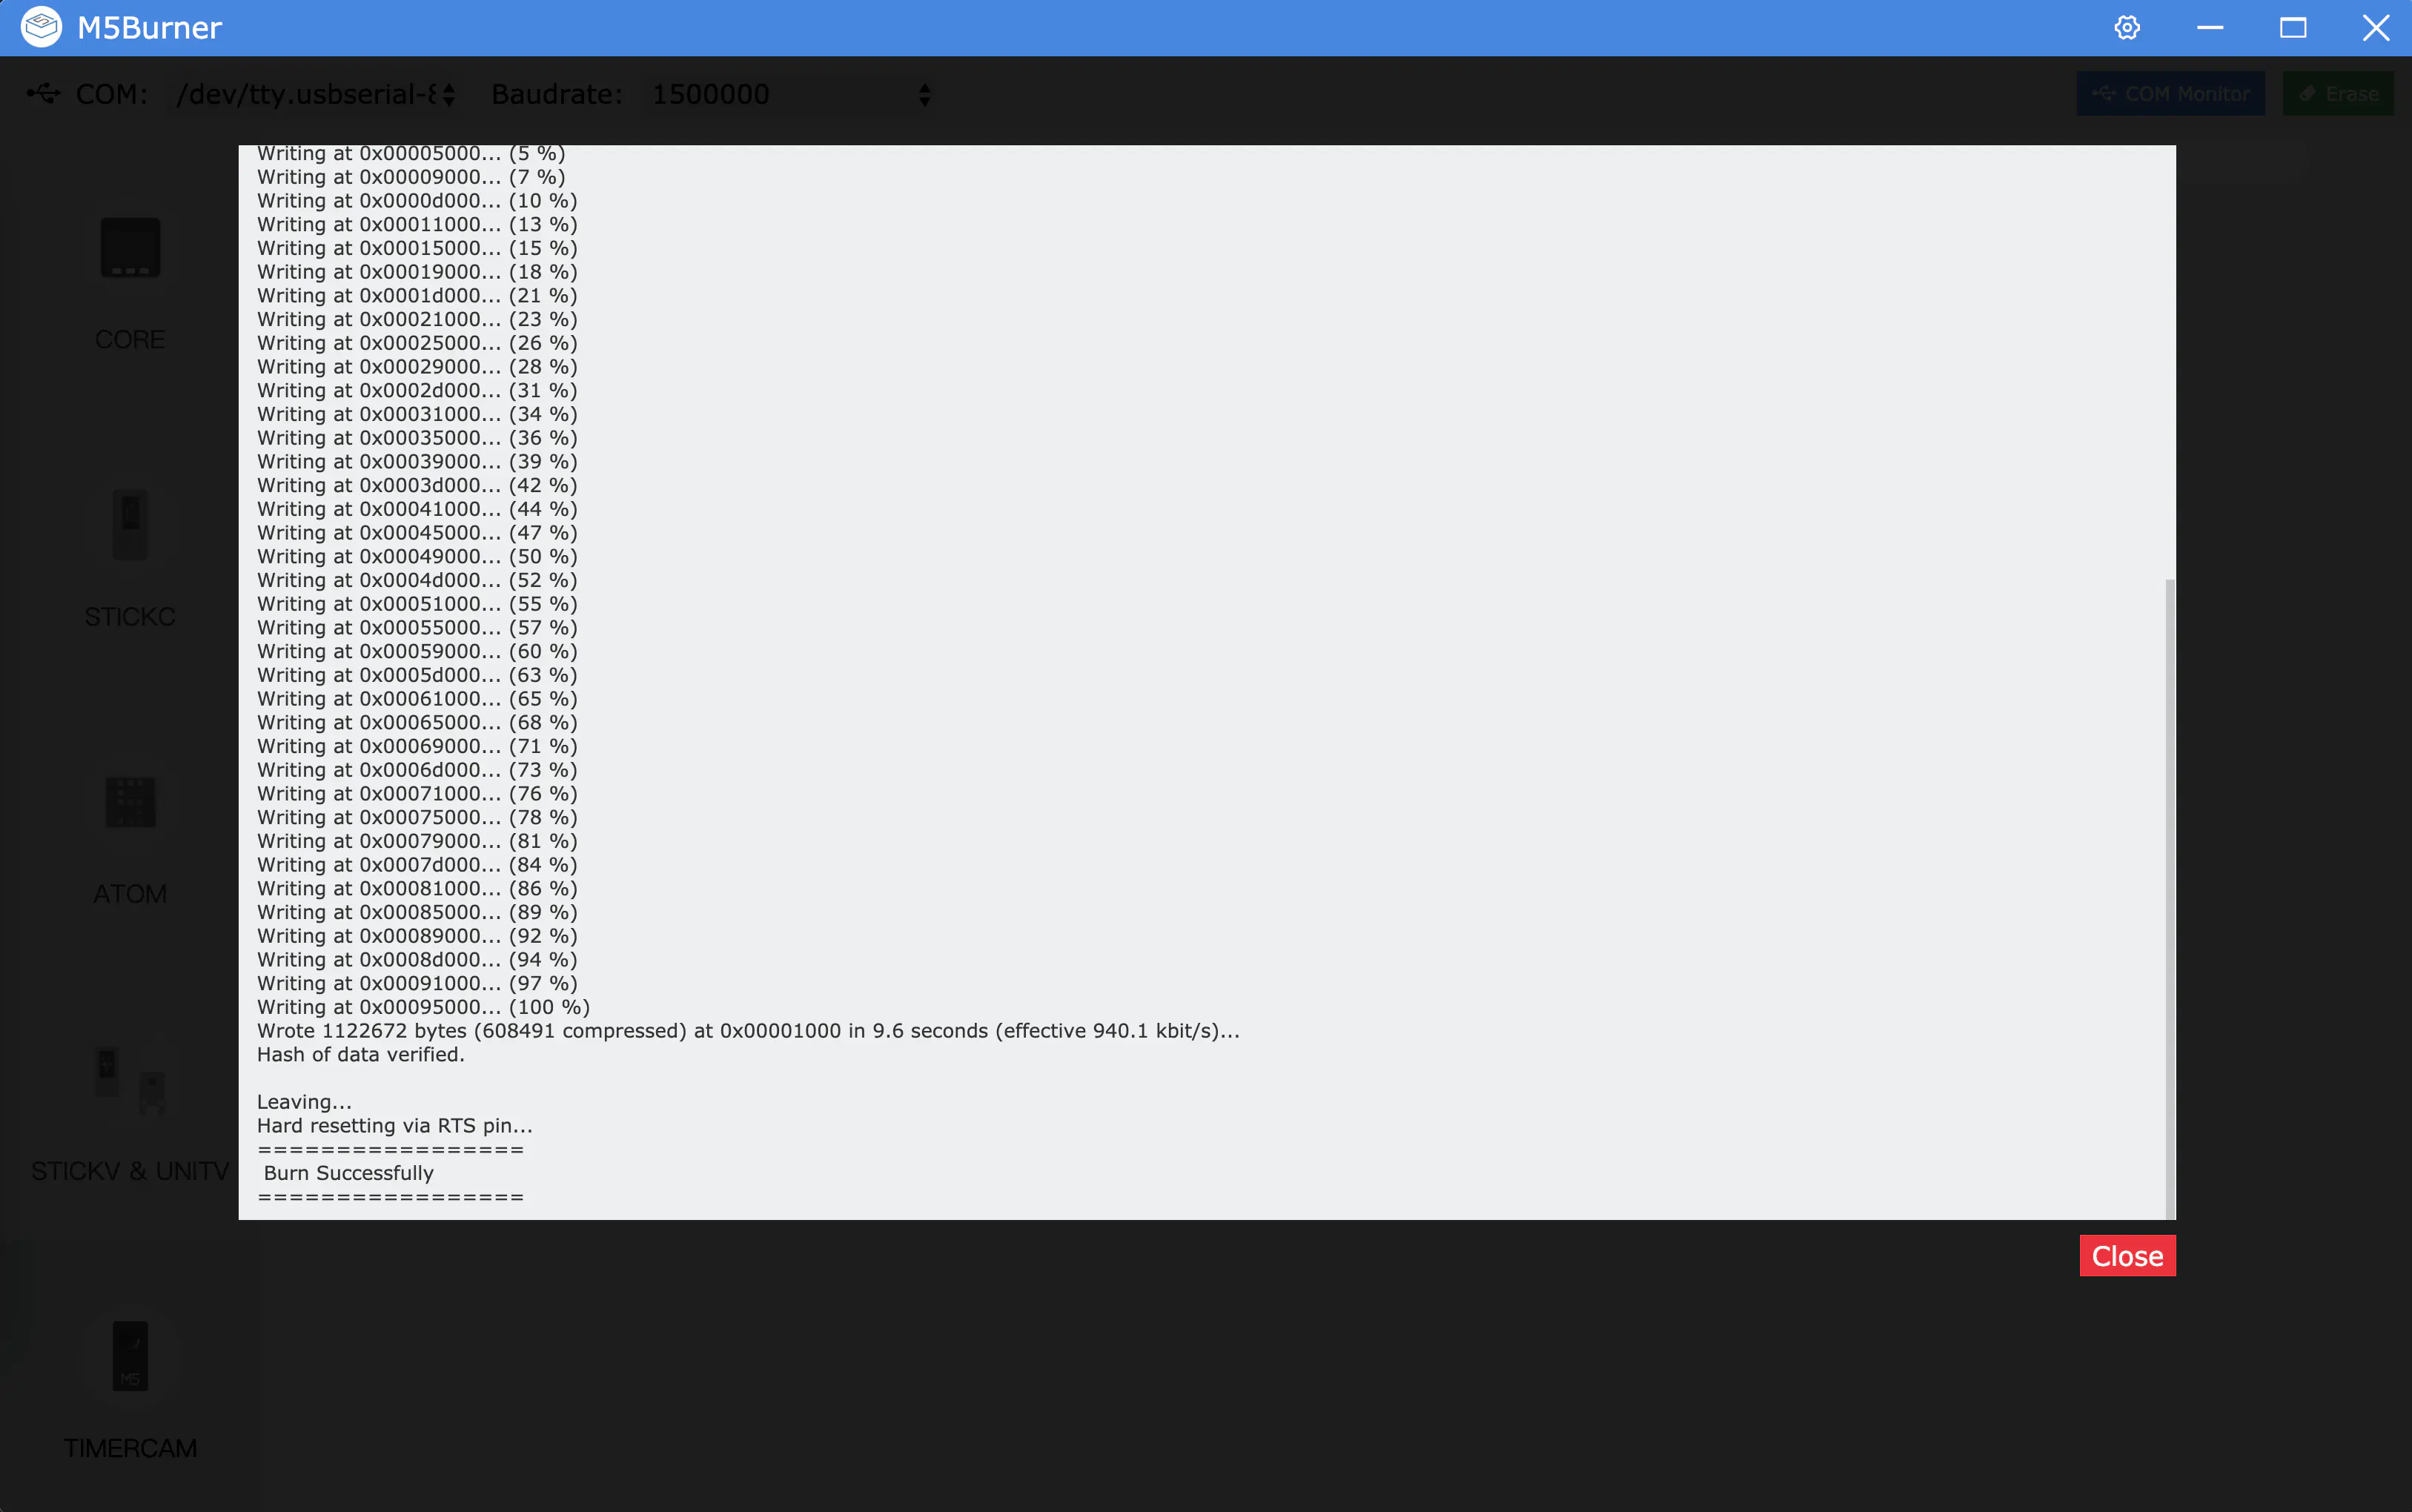 M5Burner
COM: /dev/tty.usbserial- Baudrate: 1500000 COM Monitor Erase
Writing at 0x00005000... (5 %)
Writing at 0x00009000... (7 %)
Writing at 0x0000d000... (10 %)
Writing at 0x00011000... (13 %)
Writing at 0x00015000... (15 %)
Writing at 0x00019000... (18 %)
Writing at 0x0001d000... (21 %)
Writing at 0x00021000... (23 %)
Writing at 0x00025000... (26 %)
Writing at 0x00029000... (28 %)
Writing at 0x0002d000... (31 %)
Writing at 0x00031000... (34 %)
Writing at 0x00035000... (36 %)
Writing at 0x00039000... (39 %)
Writing at 0x0003d000... (42 %)
Writing at 0x00041000... (44 %)
Writing at 0x00045000... (47 %)
Writing at 0x00049000... (50 %)
Writing at 0x0004d000... (52 %)
Writing at 0x00051000... (55 %)
Writing at 0x00055000... (57 %)
Writing at 0x00059000... (60 %)
Writing at 0x0005d000... (63 %)
Writing at 0x00061000... (65 %)
Writing at 0x00065000... (68 %)
Writing at 0x00069000... (71 %)
Writing at 0x0006d000... (73 %)
Writing at 0x00071000... (76 %)
Writing at 0x00075000... (78 %)
Writing at 0x00079000... (81 %)
Writing at 0x0007d000... (84 %)
Writing at 0x00081000... (86 %)
Writing at 0x00085000... (89 %)
Writing at 0x00089000... (92 %)
Writing at 0x0008d000... (94 %)
Writing at 0x00091000... (97 %)
Writing at 0x00095000... (100 %)
Wrote 1122672 bytes (608491 compressed) at 0x00001000 in 9.6 seconds (effective 940.1 kbit/s)...
Hash of data verified.
Leaving...
Hard resetting via RTS pin...
=================
Burn Successfully
=================
Close
CORE
STICKC
ATOM
STICKV & UNITV
M5
TIMERCAM